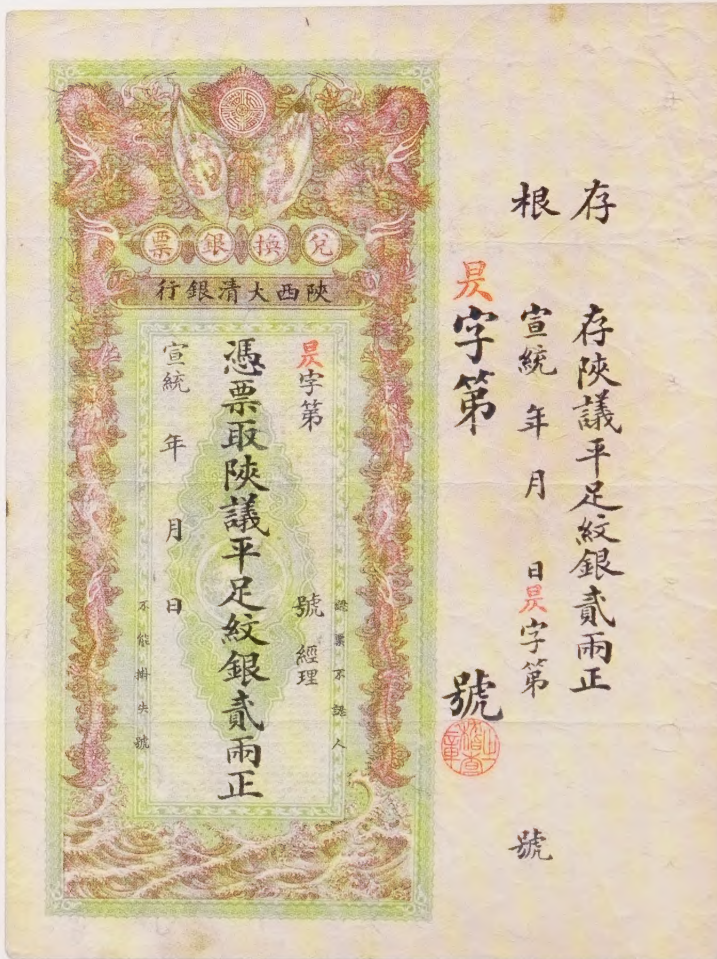 存根
存陝議平足紋銀貳兩正
宣統 年 月 日昃字第 號
昃字第 號
兌換銀票
陝西大清銀行
認票不認人
昃字第 號 經理
憑票取陝議平足紋銀貳兩正
宣統 年 月 日
不能掛失號